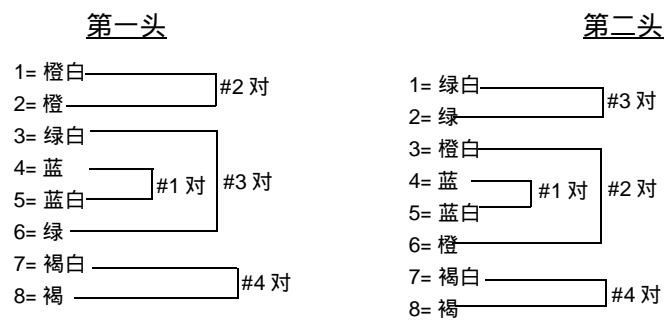 第一头
1= 橙白
2= 橙
#2 对
3= 绿白
4= 蓝
5= 蓝白
#1 对
#3 对
6= 绿
7= 褐白
8= 褐
#4 对
第二头
1= 绿白
2= 绿
#3 对
3= 橙白
4= 蓝
5= 蓝白
#1 对
#2 对
6= 橙
7= 褐白
8= 褐
#4 对